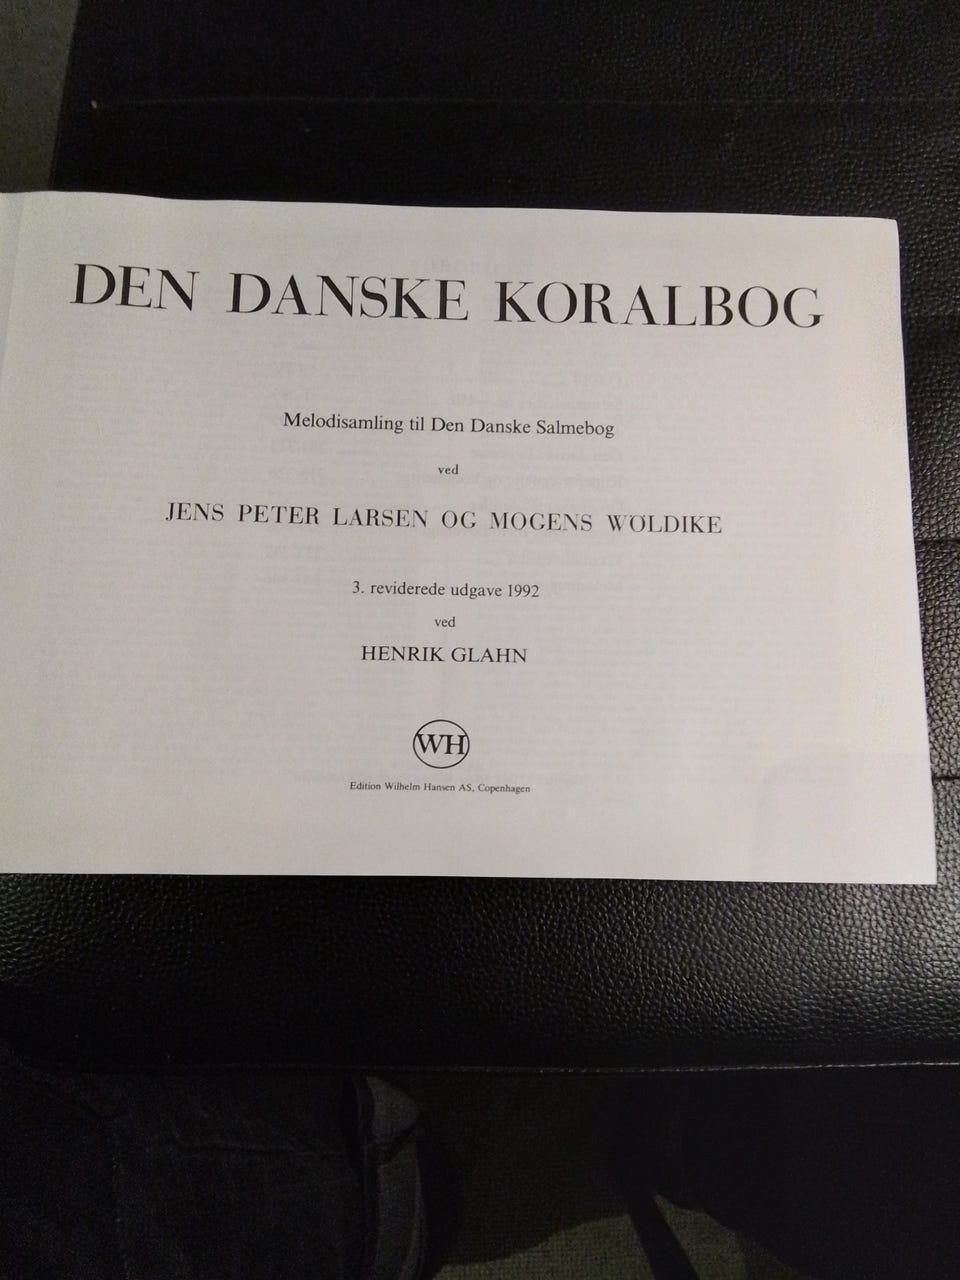 DEN DANSKE KORALBOG
Melodisamling til Den Danske Salmebog
ved
JENS PETER LARSEN OG MOGENS WÖLDIKE
3. reviderede udgave 1992
ved
HENRIK GLAHN
WH
Edition Wilhelm Hansen AS, Copenhagen